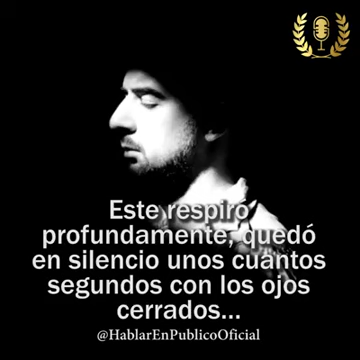 Este respiró
profundamente, quedó
en silencio unos cuantos
segundos con los ojos
cerrados...
@HablarEnPublicoOficial